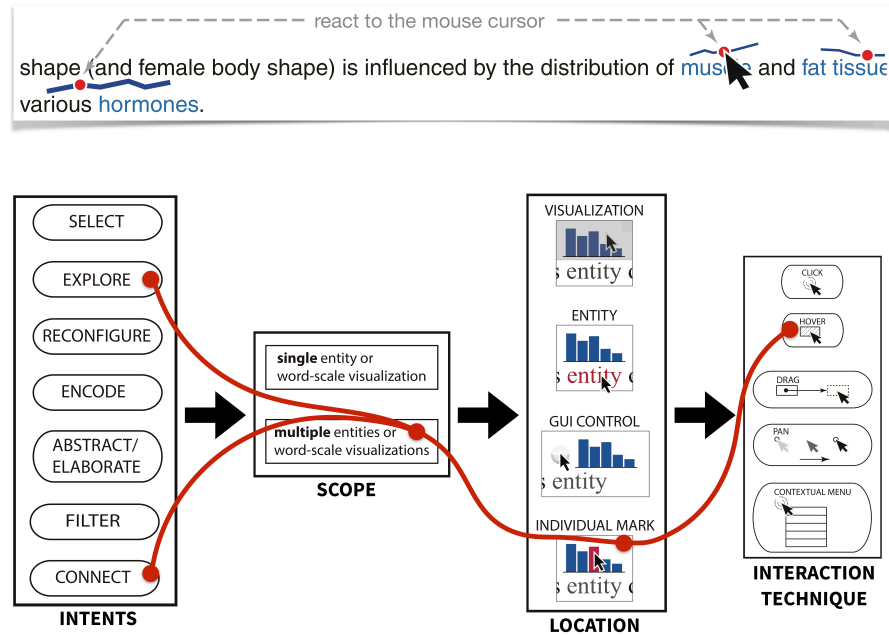 react to the mouse cursor
shape (and female body shape) is influenced by the distribution of muscle and fat tissue
various hormones.
SELECT
EXPLORE
RECONFIGURE
ENCODE
ABSTRACT/
ELABORATE
FILTER
CONNECT
INTENTS
single entity or
word-scale visualization
multiple entities or
word-scale visualizations
SCOPE
VISUALIZATION
s entity
ENTITY
entity
GUI CONTROL
s entity
INDIVIDUAL MARK
s entity
LOCATION
CLICK
HOVER
DRAG
PAN
CONTEXTUAL MENU
INTERACTION
TECHNIQUE